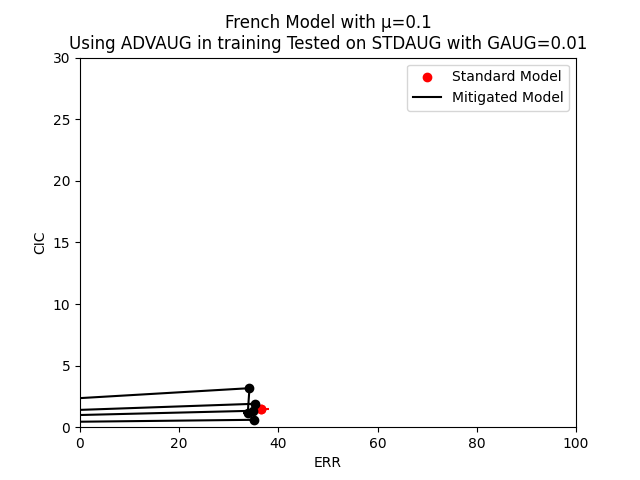 French Model with μ=0.1
Using ADVAUG in training Tested on STDAUG with GAUG=0.01
30
25
20
15
10
5
0
CIC
Standard Model
Mitigated Model
0 20 40 60 80 100
ERR